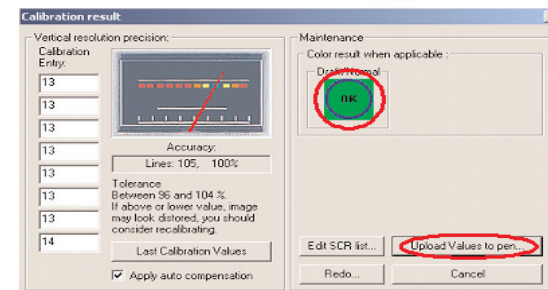 Calibration result
Vertical resolution precision:
Calibration
Entry:
13
13
13
13
13
13
13
14
Accuracy:
Lines: 105, 100%
Tolerance
Between 96 and 104 %.
If above or lower value, image
may look distored, you should
consider recalibrating.
Last Calibration Values
Apply auto compensation
Maintenance
Color result when applicable :
Draft/Normal
OK
Edit SCR list...
Upload Values to pen...
Redo...
Cancel